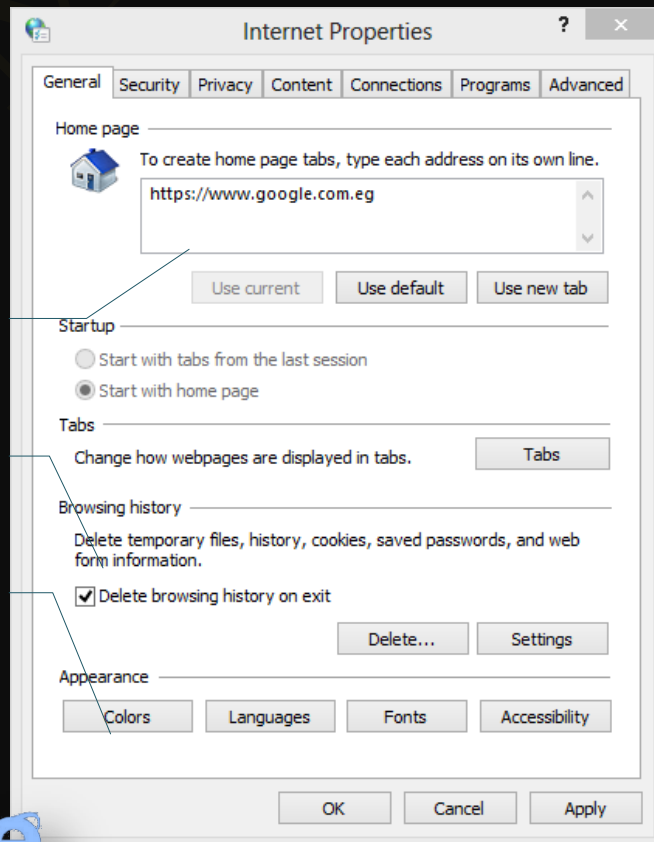 Internet Properties
?
×
General Security Privacy Content Connections Programs Advanced
Home page
To create home page tabs, type each address on its own line.
https://www.google.com.eg
Use current Use default Use new tab
Startup
Start with tabs from the last session
Start with home page
Tabs
Change how webpages are displayed in tabs. Tabs
Browsing history
Delete temporary files, history, cookies, saved passwords, and web
form information.
Delete browsing history on exit
Delete... Settings
Appearance
Colors Languages Fonts Accessibility
OK Cancel Apply